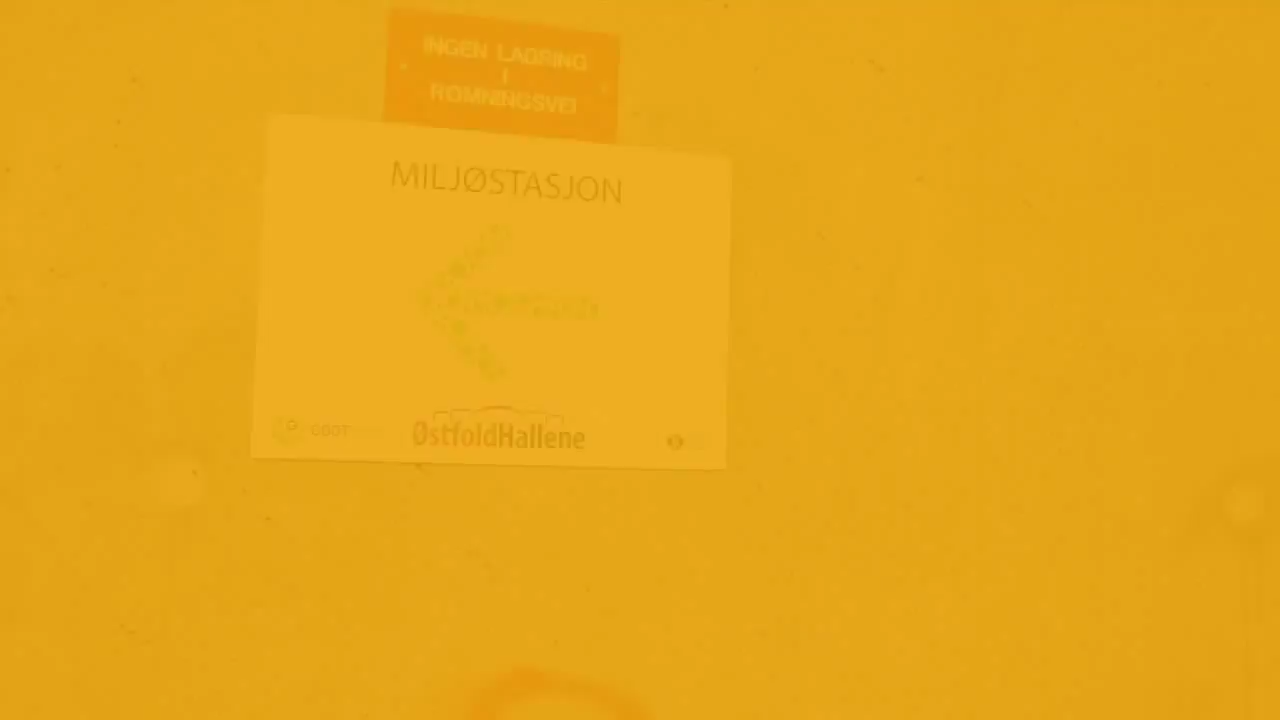 INGEN LAGRING
I
RØMNINGSVEI
MILJØSTASJON
ØstfoldHallene